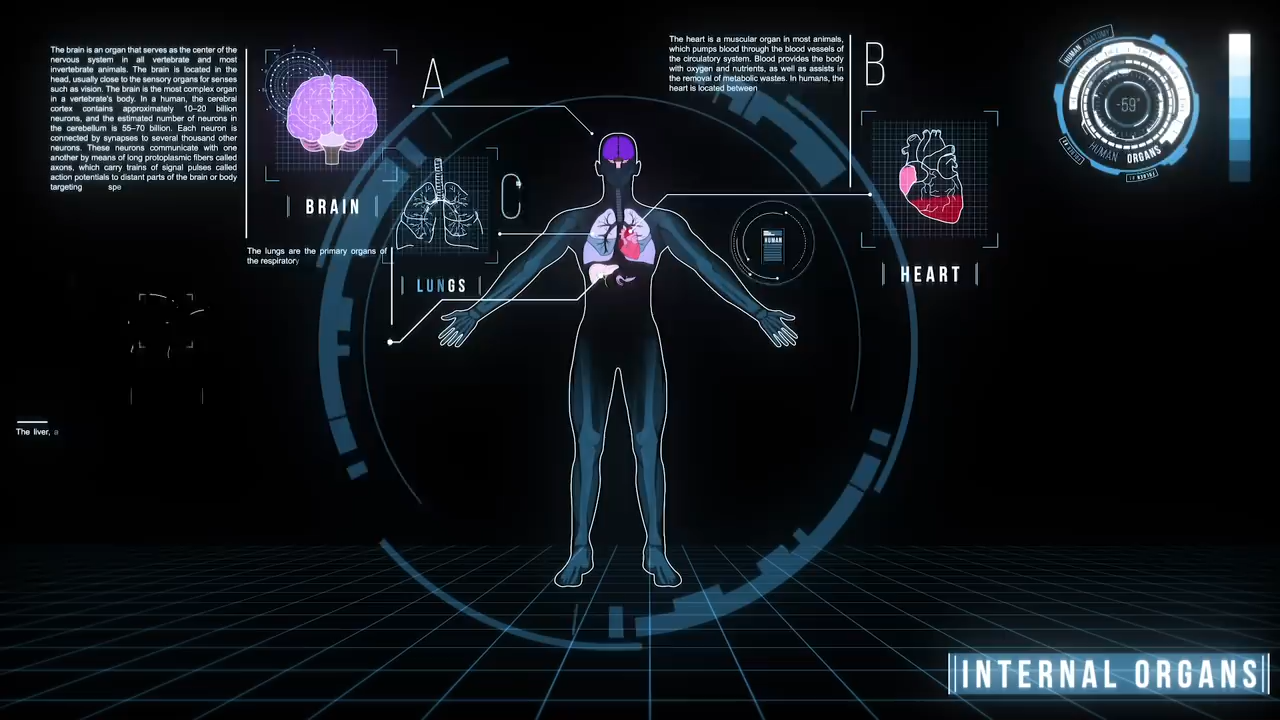 The brain is an organ that serves as the center of the
nervous system in all vertebrate and most
invertebrate animals. The brain is located in the
head, usually close to the sensory organs for senses
such as vision. The brain is the most complex organ
in a vertebrate's body. In a human, the cerebral
cortex contains approximately 10–20 billion
neurons, and the estimated number of neurons in
the cerebellum is 55–70 billion. Each neuron is
connected by synapses to several thousand other
neurons. These neurons communicate with one
another by means of long protoplasmic fibers called
axons, which carry trains of signal pulses called
action potentials to distant parts of the brain or body
targeting spe
A
BRAIN
The lungs are the primary organs of
the respiratory
C
LUNGS
The liver, a
The heart is a muscular organ in most animals,
which pumps blood through the blood vessels of
the circulatory system. Blood provides the body
with oxygen and nutrients, as well as assists in
the removal of metabolic wastes. In humans, the
heart is located between
B
HEART
HUMAN
HUMAN ANATOMY
-59°
HUMAN ORGANS
INTERNAL ORGANS